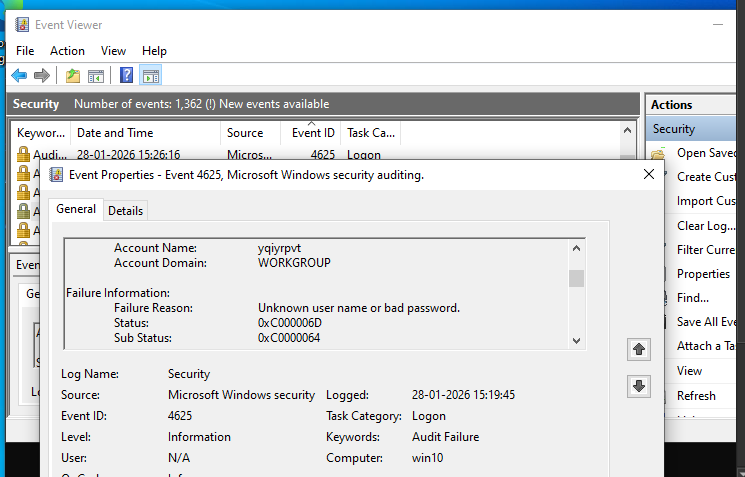 Event Viewer
File Action View Help
Security Number of events: 1,362 (!) New events available
Keywor... Date and Time Source Event ID Task Ca...
Audi... 28-01-2026 15:26:16 Micros... 4625 Logon
Event Properties - Event 4625, Microsoft Windows security auditing.
General Details
Account Name: yqiyrpvt
Account Domain: WORKGROUP
Failure Information:
Failure Reason: Unknown user name or bad password.
Status: 0xC000006D
Sub Status: 0xC0000064
Log Name: Security
Source: Microsoft Windows security Logged: 28-01-2026 15:19:45
Event ID: 4625 Task Category: Logon
Level: Information Keywords: Audit Failure
User: N/A Computer: win10
Actions
Security
Open Saved
Create Cust
Import Cus
Clear Log...
Filter Curre
Properties
Find...
Save All Eve
Attach a Ta
View
Refresh